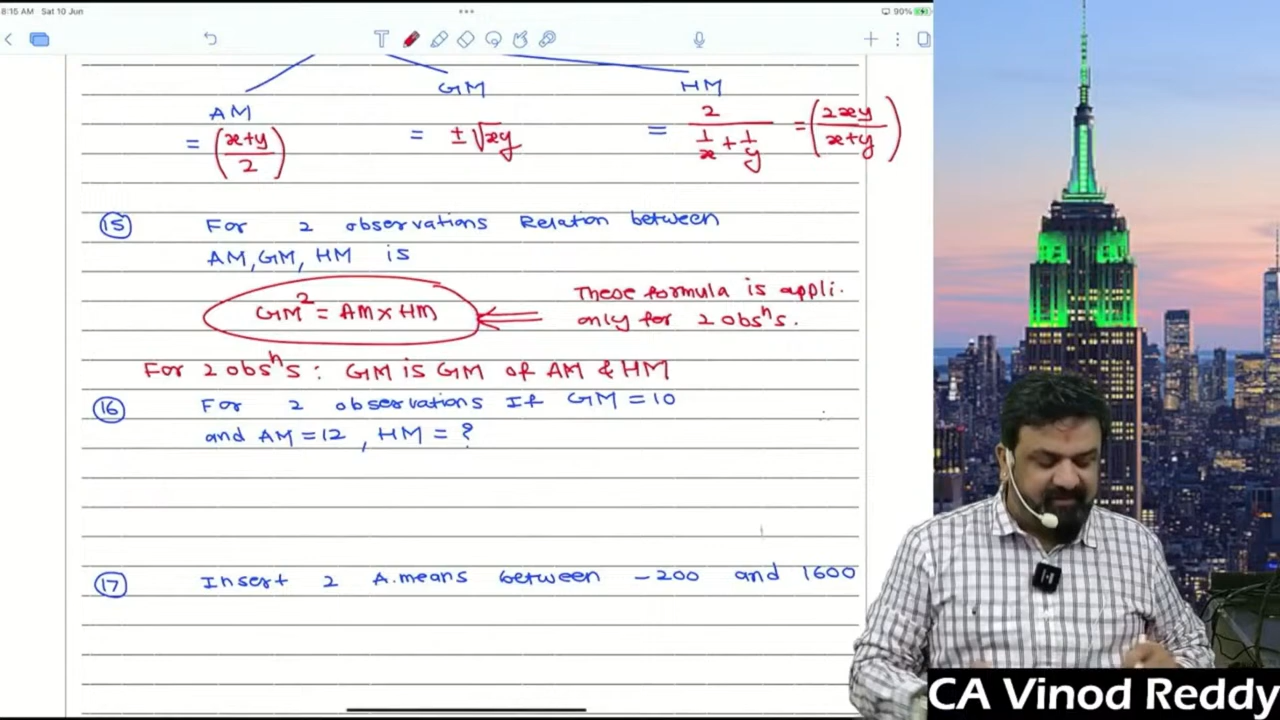 8:15 AM Sat 10 Jun
90%
AM
GM
HM
= (x+y/2)
= ±√xy
= 2/(1/x + 1/y) = (2xy/x+y)
15 For 2 observations Relation between
AM, GM, HM is
GM² = AM × HM
These formula is appli.
only for 2 obsⁿs.
For 2 obsⁿs : GM is GM of AM & HM
16 For 2 observations If GM = 10
and AM = 12, HM = ?
17 Insert 2 A.means between -200 and 1600
CA Vinod Reddy